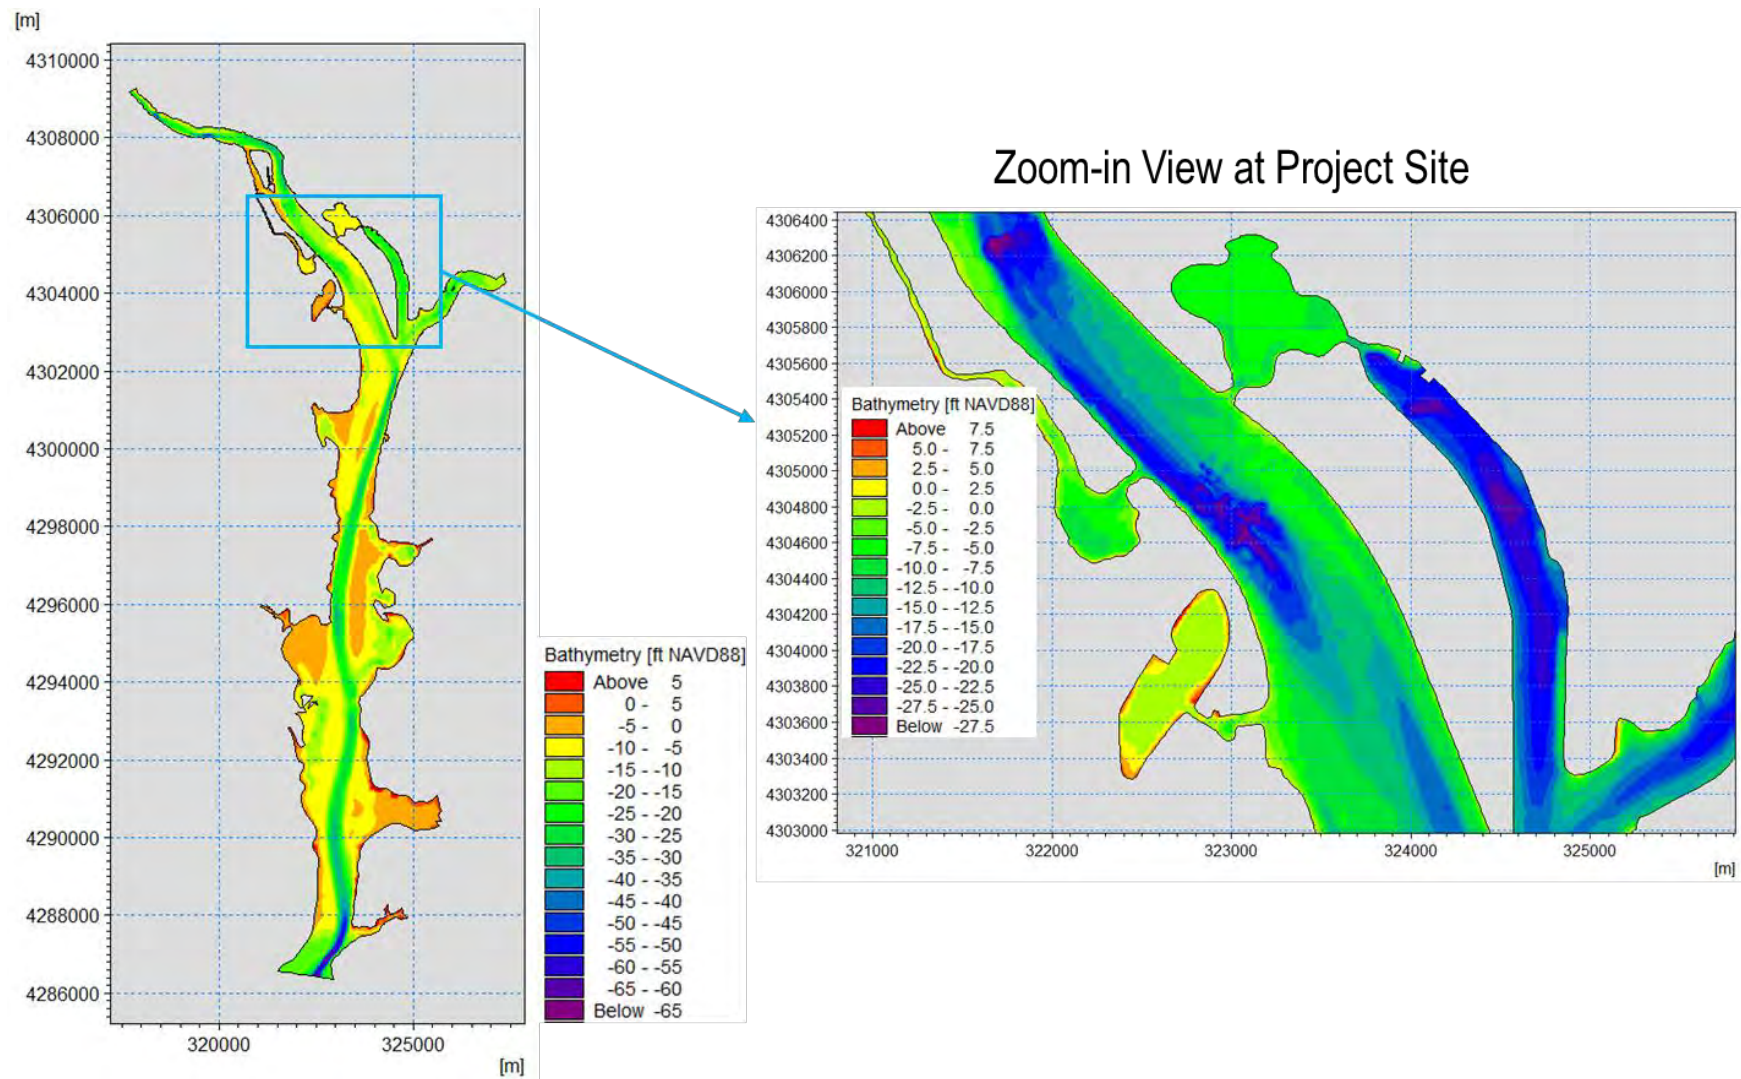 [m]
4310000
4308000
4306000
4304000
4302000
4300000
4298000
4296000
4294000
4292000
4290000
4288000
4286000
320000 325000
[m]
Bathymetry [ft NAVD88]
Above 5
0 - 5
-5 - 0
-10 - -5
-15 - -10
-20 - -15
-25 - -20
-30 - -25
-35 - -30
-40 - -35
-45 - -40
-50 - -45
-55 - -50
-60 - -55
-65 - -60
Below -65
Zoom-in View at Project Site
4306400
4306200
4306000
4305800
4305600
4305400
4305200
4305000
4304800
4304600
4304400
4304200
4304000
4303800
4303600
4303400
4303200
4303000
Bathymetry [ft NAVD88]
Above 7.5
5.0 - 7.5
2.5 - 5.0
0.0 - 2.5
-2.5 - 0.0
-5.0 - -2.5
-7.5 - -5.0
-10.0 - -7.5
-12.5 - -10.0
-15.0 - -12.5
-17.5 - -15.0
-20.0 - -17.5
-22.5 - -20.0
-25.0 - -22.5
-27.5 - -25.0
Below -27.5
321000 322000 323000 324000 325000
[m]